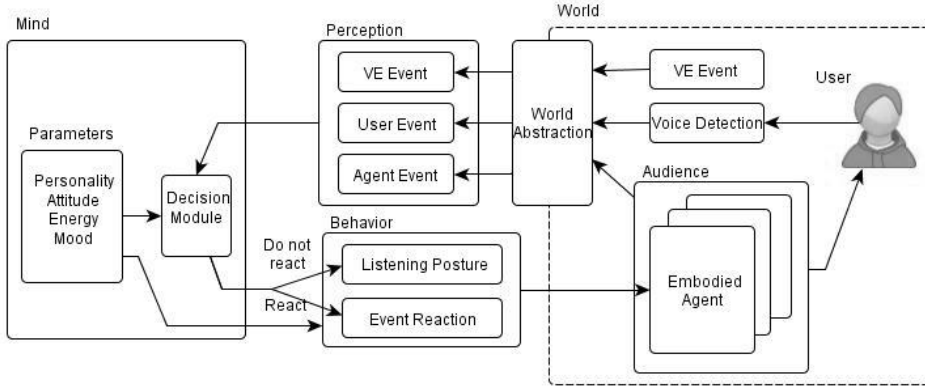 Mind
World
Perception
VE Event
User Event
Agent Event
World
Abstraction
VE Event
Voice Detection
User
Parameters
Personality
Attitude
Energy
Mood
Decision
Module
Audience
Embodied
Agent
Behavior
Do not
react
React
Listening Posture
Event Reaction